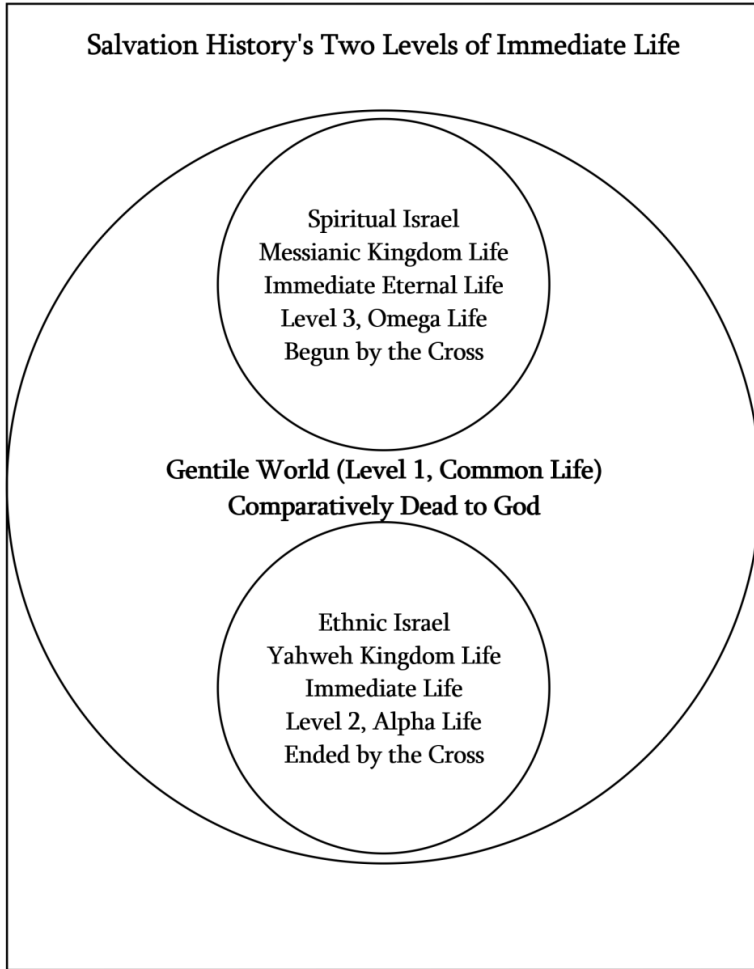 Salvation History's Two Levels of Immediate Life
Spiritual Israel
Messianic Kingdom Life
Immediate Eternal Life
Level 3, Omega Life
Begun by the Cross
Gentile World (Level 1, Common Life)
Comparatively Dead to God
Ethnic Israel
Yahweh Kingdom Life
Immediate Life
Level 2, Alpha Life
Ended by the Cross